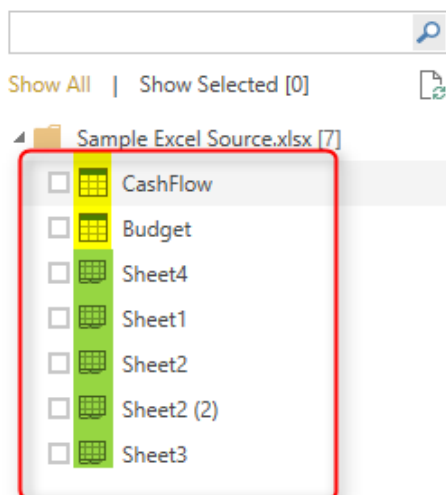 Show All | Show Selected [0]
Sample Excel Source.xlsx [7]
CashFlow
Budget
Sheet4
Sheet1
Sheet2
Sheet2 (2)
Sheet3